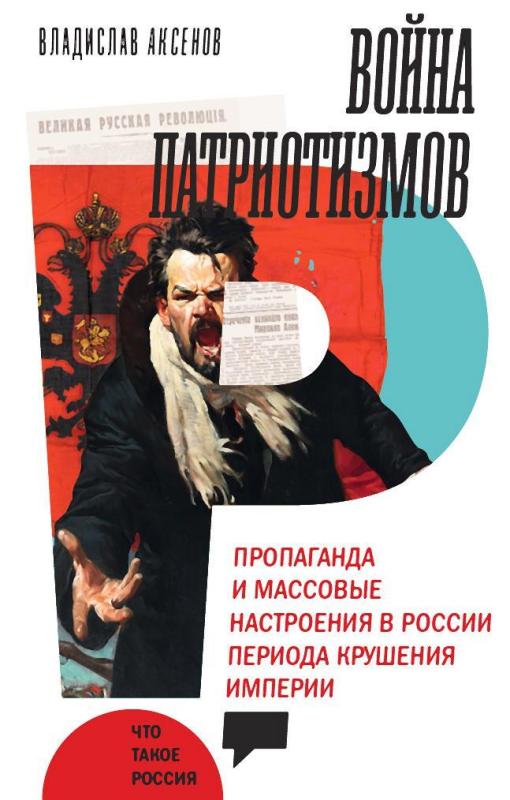 ВЛАДИСЛАВ АКСЕНОВ
ВОЙНА
ПАТРИОТИЗМОВ
ВЕЛИКАЯ РУССКАЯ РЕВОЛЮЦІЯ.
ПРОПАГАНДА
И МАССОВЫЕ
НАСТРОЕНИЯ В РОССИИ
ПЕРИОДА КРУШЕНИЯ
ИМПЕРИИ
ЧТО
ТАКОЕ
РОССИЯ